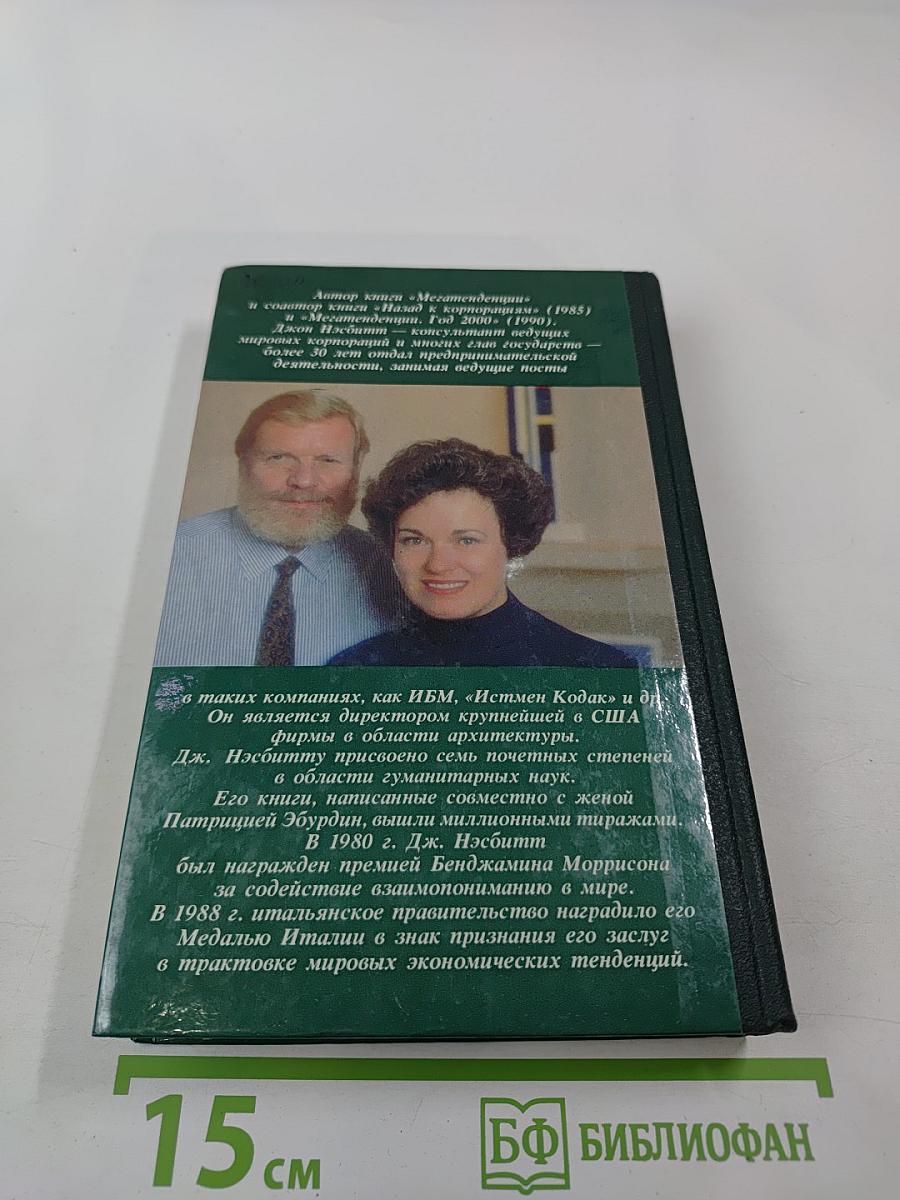 Автор книги «Мегатенденции»
и соавтор книги «Назад к корпорациям» (1985)
и «Мегатенденции. Год 2000» (1990).
Джон Нэсбитт — консультант ведущих
мировых корпораций и многих глав государств —
более 30 лет отдал предпринимательской
деятельности, занимая ведущие посты
в таких компаниях, как ИБМ, «Истмен Кодак» и др
Он является директором крупнейшей в США
фирмы в области архитектуры.
Дж. Нэсбитту присвоено семь почетных степеней
в области гуманитарных наук.
Его книги, написанные совместно с женой
Патрицией Эбурдин, вышли миллионными тиражами.
В 1980 г. Дж. Нэсбитт
был награжден премией Бенджамина Моррисона
за содействие взаимопониманию в мире.
В 1988 г. итальянское правительство наградило его
Медалью Италии в знак признания его заслуг
в трактовке мировых экономических тенденций.
15 см
БФ БИБЛИОФАН